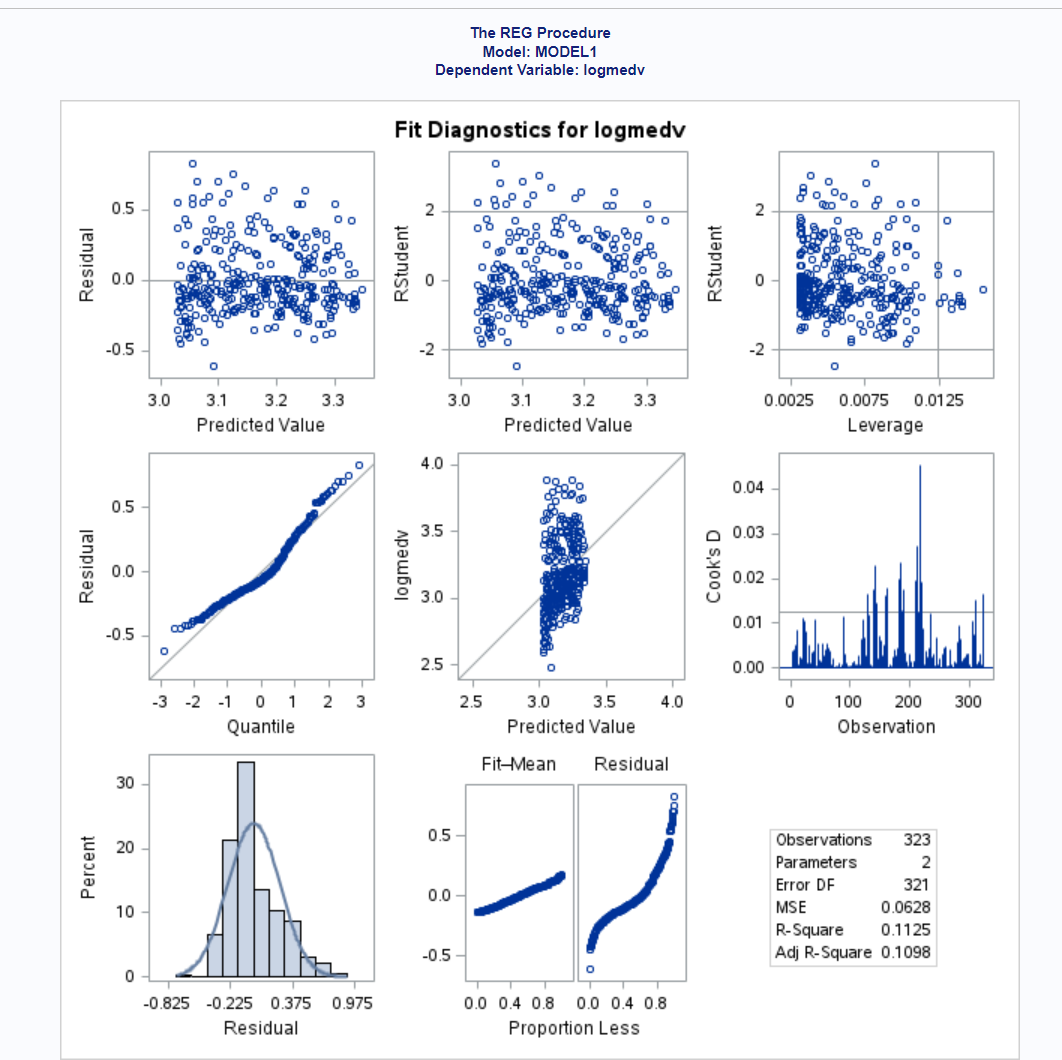 The REG Procedure
Model: MODEL1
Dependent Variable: logmedv
Fit Diagnostics for logmedv
Residual
0.5
0.0
-0.5
3.0 3.1 3.2 3.3
Predicted Value
RStudent
2
0
-2
3.0 3.1 3.2 3.3
Predicted Value
RStudent
2
0
-2
0.0025 0.0075 0.0125
Leverage
Residual
0.5
0.0
-0.5
-3 -2 -1 0 1 2 3
Quantile
logmedv
4.0
3.5
3.0
2.5
2.5 3.0 3.5 4.0
Predicted Value
Cook's D
0.04
0.03
0.02
0.01
0.00
0 100 200 300
Observation
Percent
30
20
10
0
-0.825 -0.225 0.375 0.975
Residual
Fit–Mean Residual
0.5
0.0
-0.5
0.0 0.4 0.8 0.0 0.4 0.8
Proportion Less
Observations 323
Parameters 2
Error DF 321
MSE 0.0628
R-Square 0.1125
Adj R-Square 0.1098